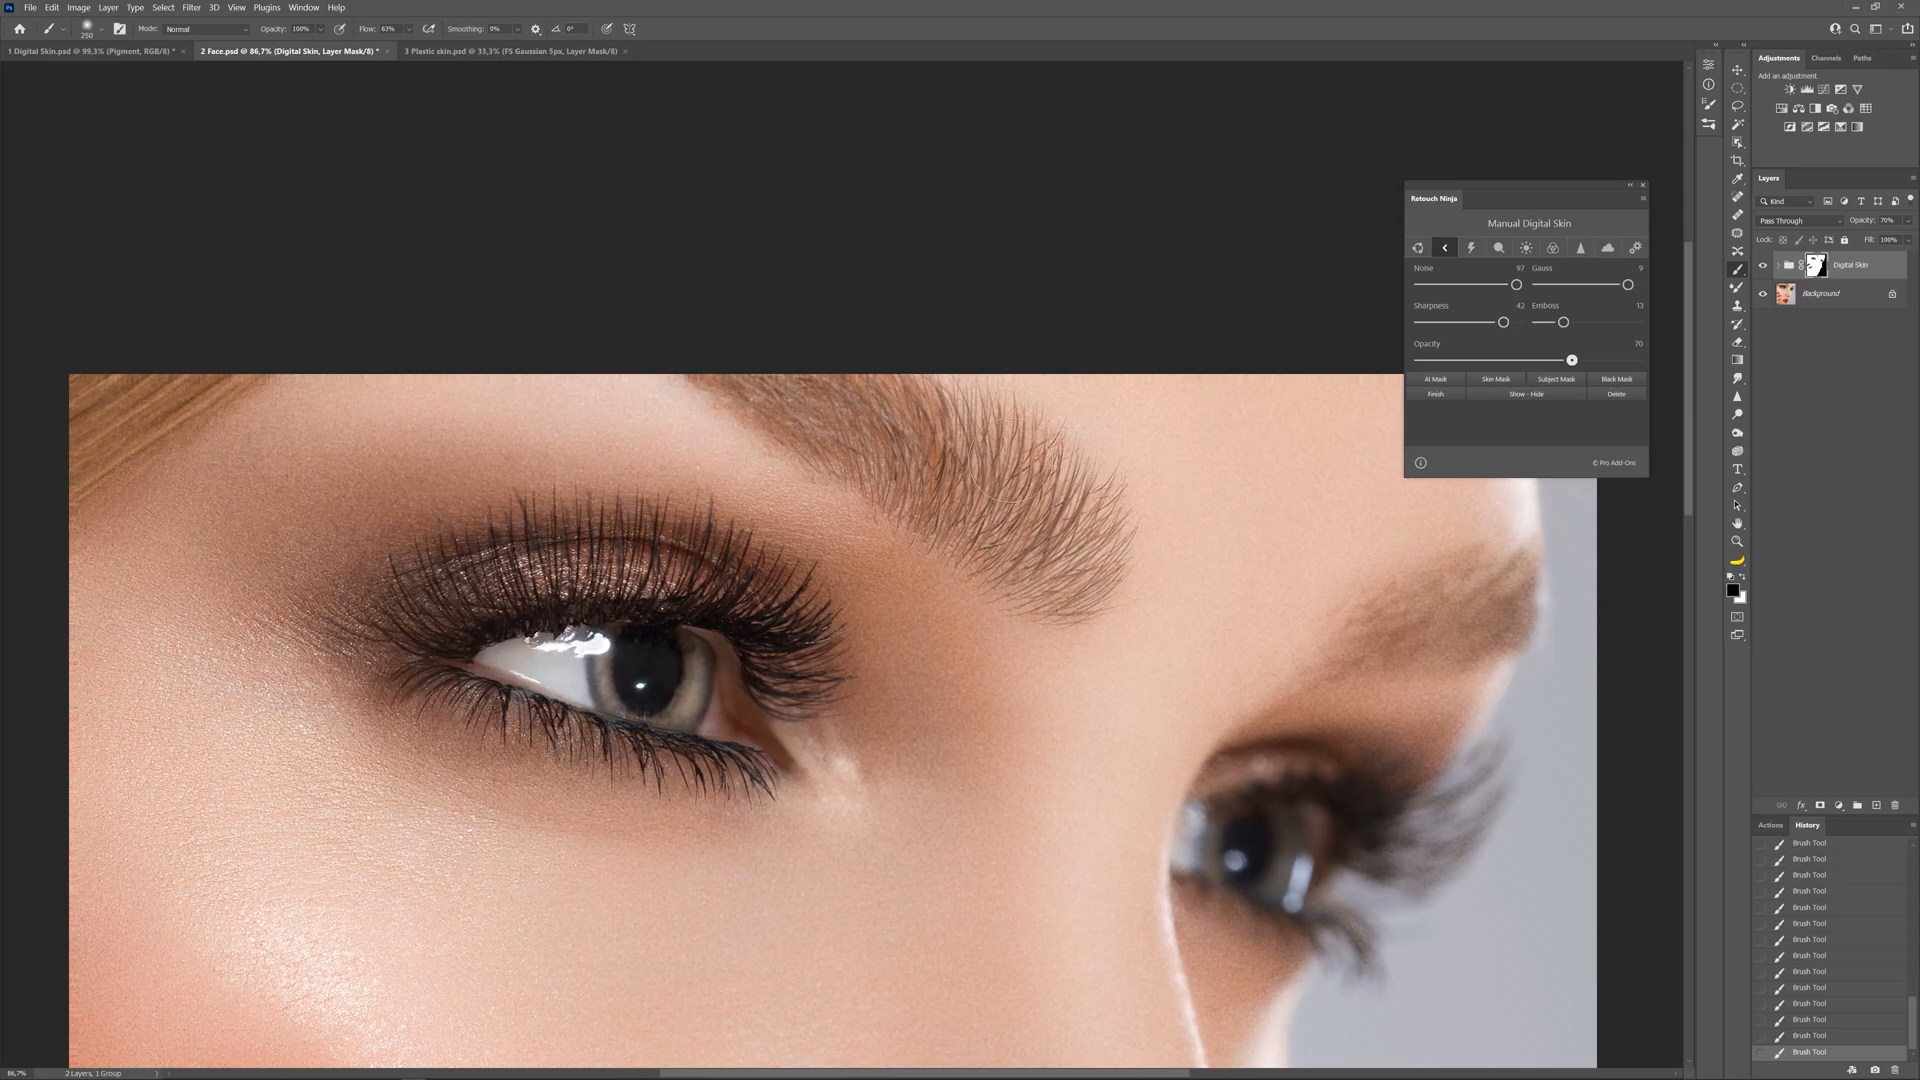 Ps File Edit Image Layer Type Select Filter 3D View Plugins Window Help
250 Mode: Normal Opacity: 100% Flow: 63% Smoothing: 0% 0°
1 Digital Skin.psd @ 99,3% (Pigment, RGB/8) * × 2 Face.psd @ 86,7% (Digital Skin, Layer Mask/8) * × 3 Plastic skin.psd @ 33,3% (FS Gaussian 5px, Layer Mask/8) ×
Adjustments Channels Paths
Add an adjustment
Layers
Kind
Pass Through Opacity: 70%
Lock: Fill: 100%
Digital Skin
Background
Retouch Ninja
Manual Digital Skin
Noise 97 Gauss 9
Sharpness 42 Emboss 13
Opacity 70
AI Mask Skin Mask Subject Mask Black Mask
Finish Show - Hide Delete
© Pro Add-Ons
Actions History
Brush Tool
Brush Tool
Brush Tool
Brush Tool
Brush Tool
Brush Tool
Brush Tool
Brush Tool
Brush Tool
Brush Tool
Brush Tool
Brush Tool
Brush Tool
Brush Tool
86,7% 2 Layers, 1 Group